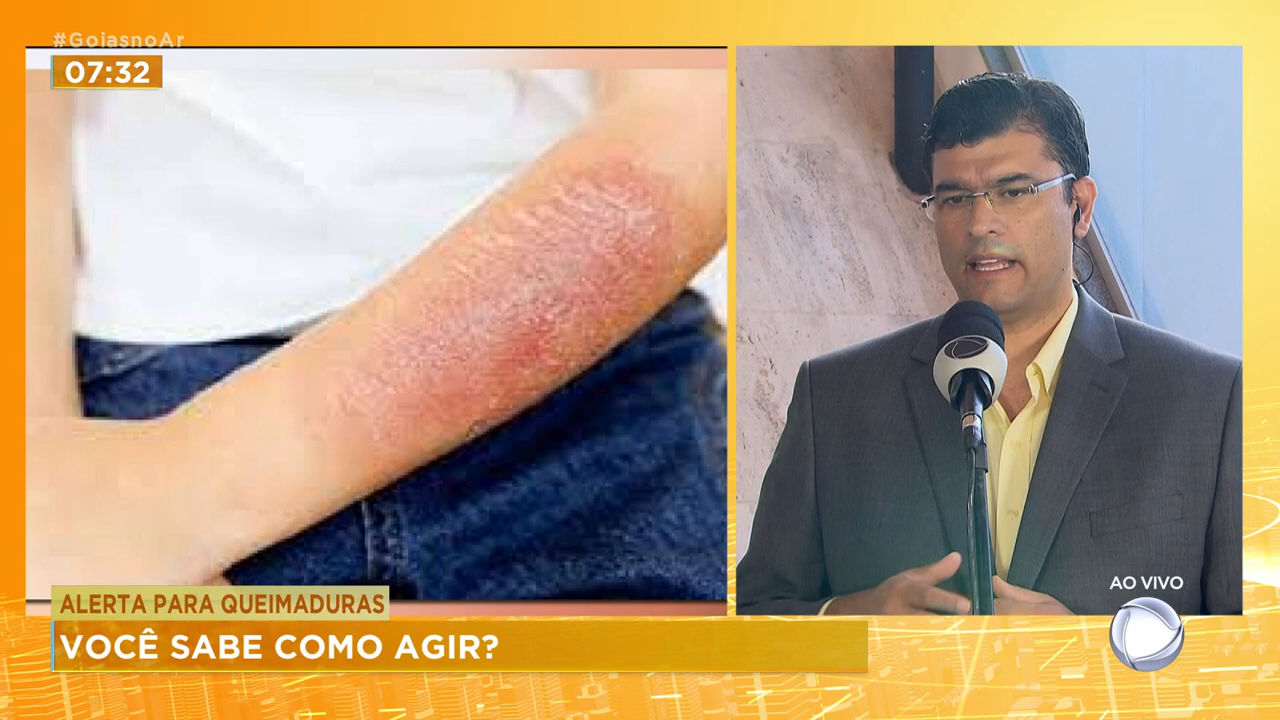 #GoiasnoAr
07:32
AO VIVO
ALERTA PARA QUEIMADURAS
VOCÊ SABE COMO AGIR?